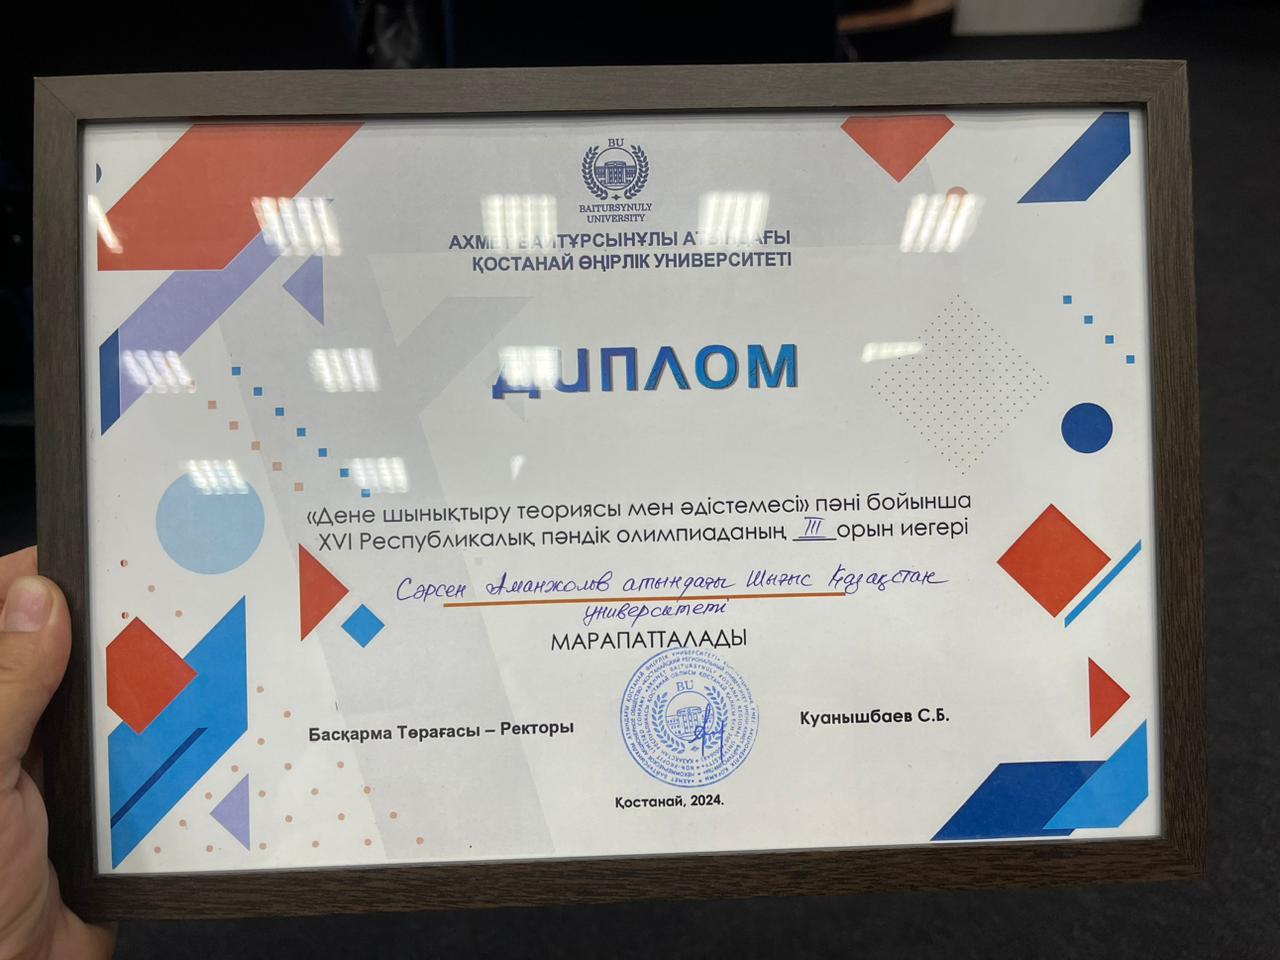 BU
BAITURSYNULY
UNIVERSITY
АХМЕТ БАЙТҰРСЫНҰЛЫ АТЫНДАҒЫ
ҚОСТАНАЙ ӨҢІРЛІК УНИВЕРСИТЕТІ
ДИПЛОМ
«Дене шынықтыру теориясы мен әдістемесі» пәні бойынша
XVI Республикалық пәндік олимпиаданың III орын иегері
Сәрсен Аманжолов атындағы Шығыс Қазақстан
университеті
МАРАПАТТАЛАДЫ
BU
Басқарма Төрағасы – Ректоры
Куанышбаев С.Б.
Қостанай, 2024.